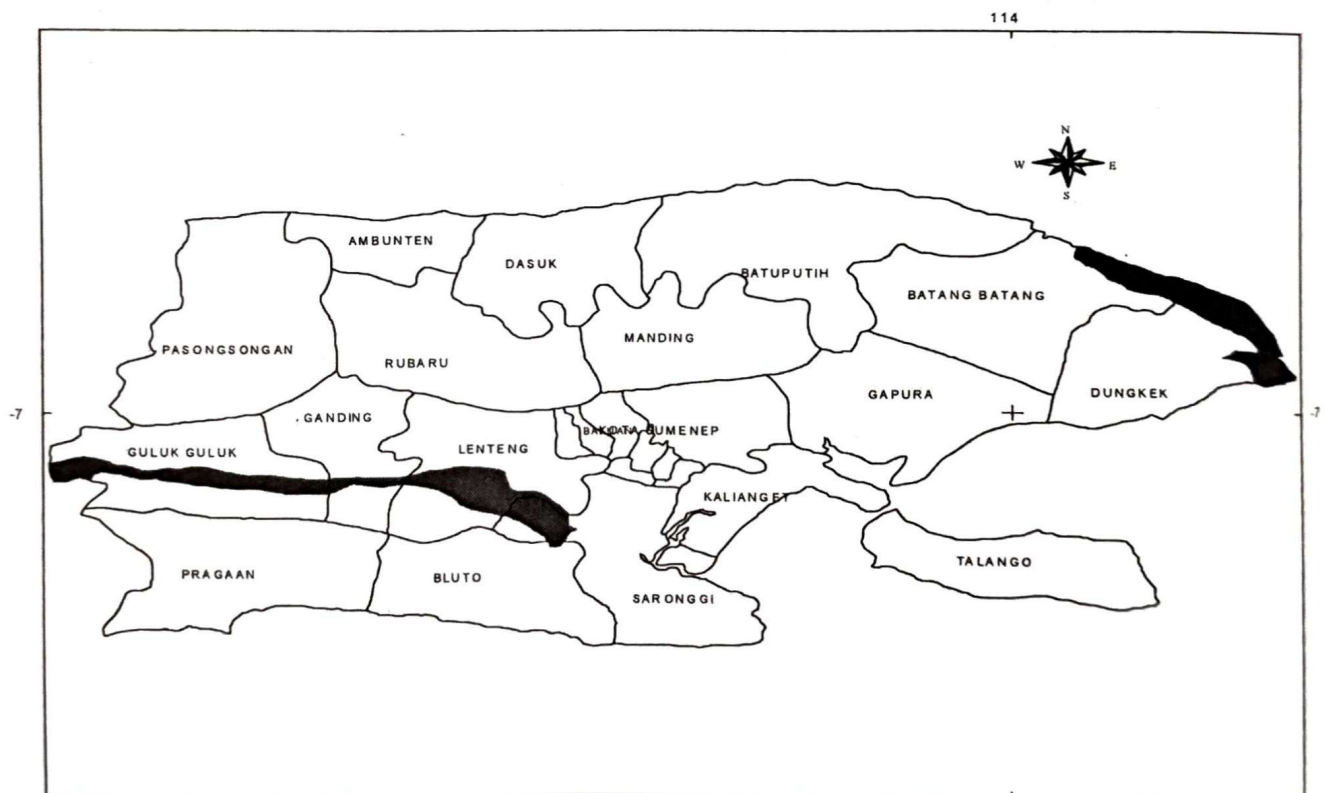 114
N
W E
S
AMBUNTEN
DASUK
BATUPUTIH
BATANG BATANG
MANDING
PASONGSONGAN
RUBARU
GAPURA
DUNGKEK
-7
-7
GANDING
KOTA SUMENEP
LENTENG
GULUK GULUK
KALIANGET
TALANGO
PRAGAAN
BLUTO
SARONGGI